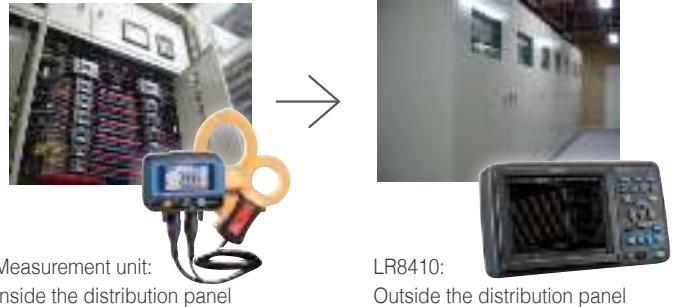 Measurement unit:
Inside the distribution panel
LR8410:
Outside the distribution panel